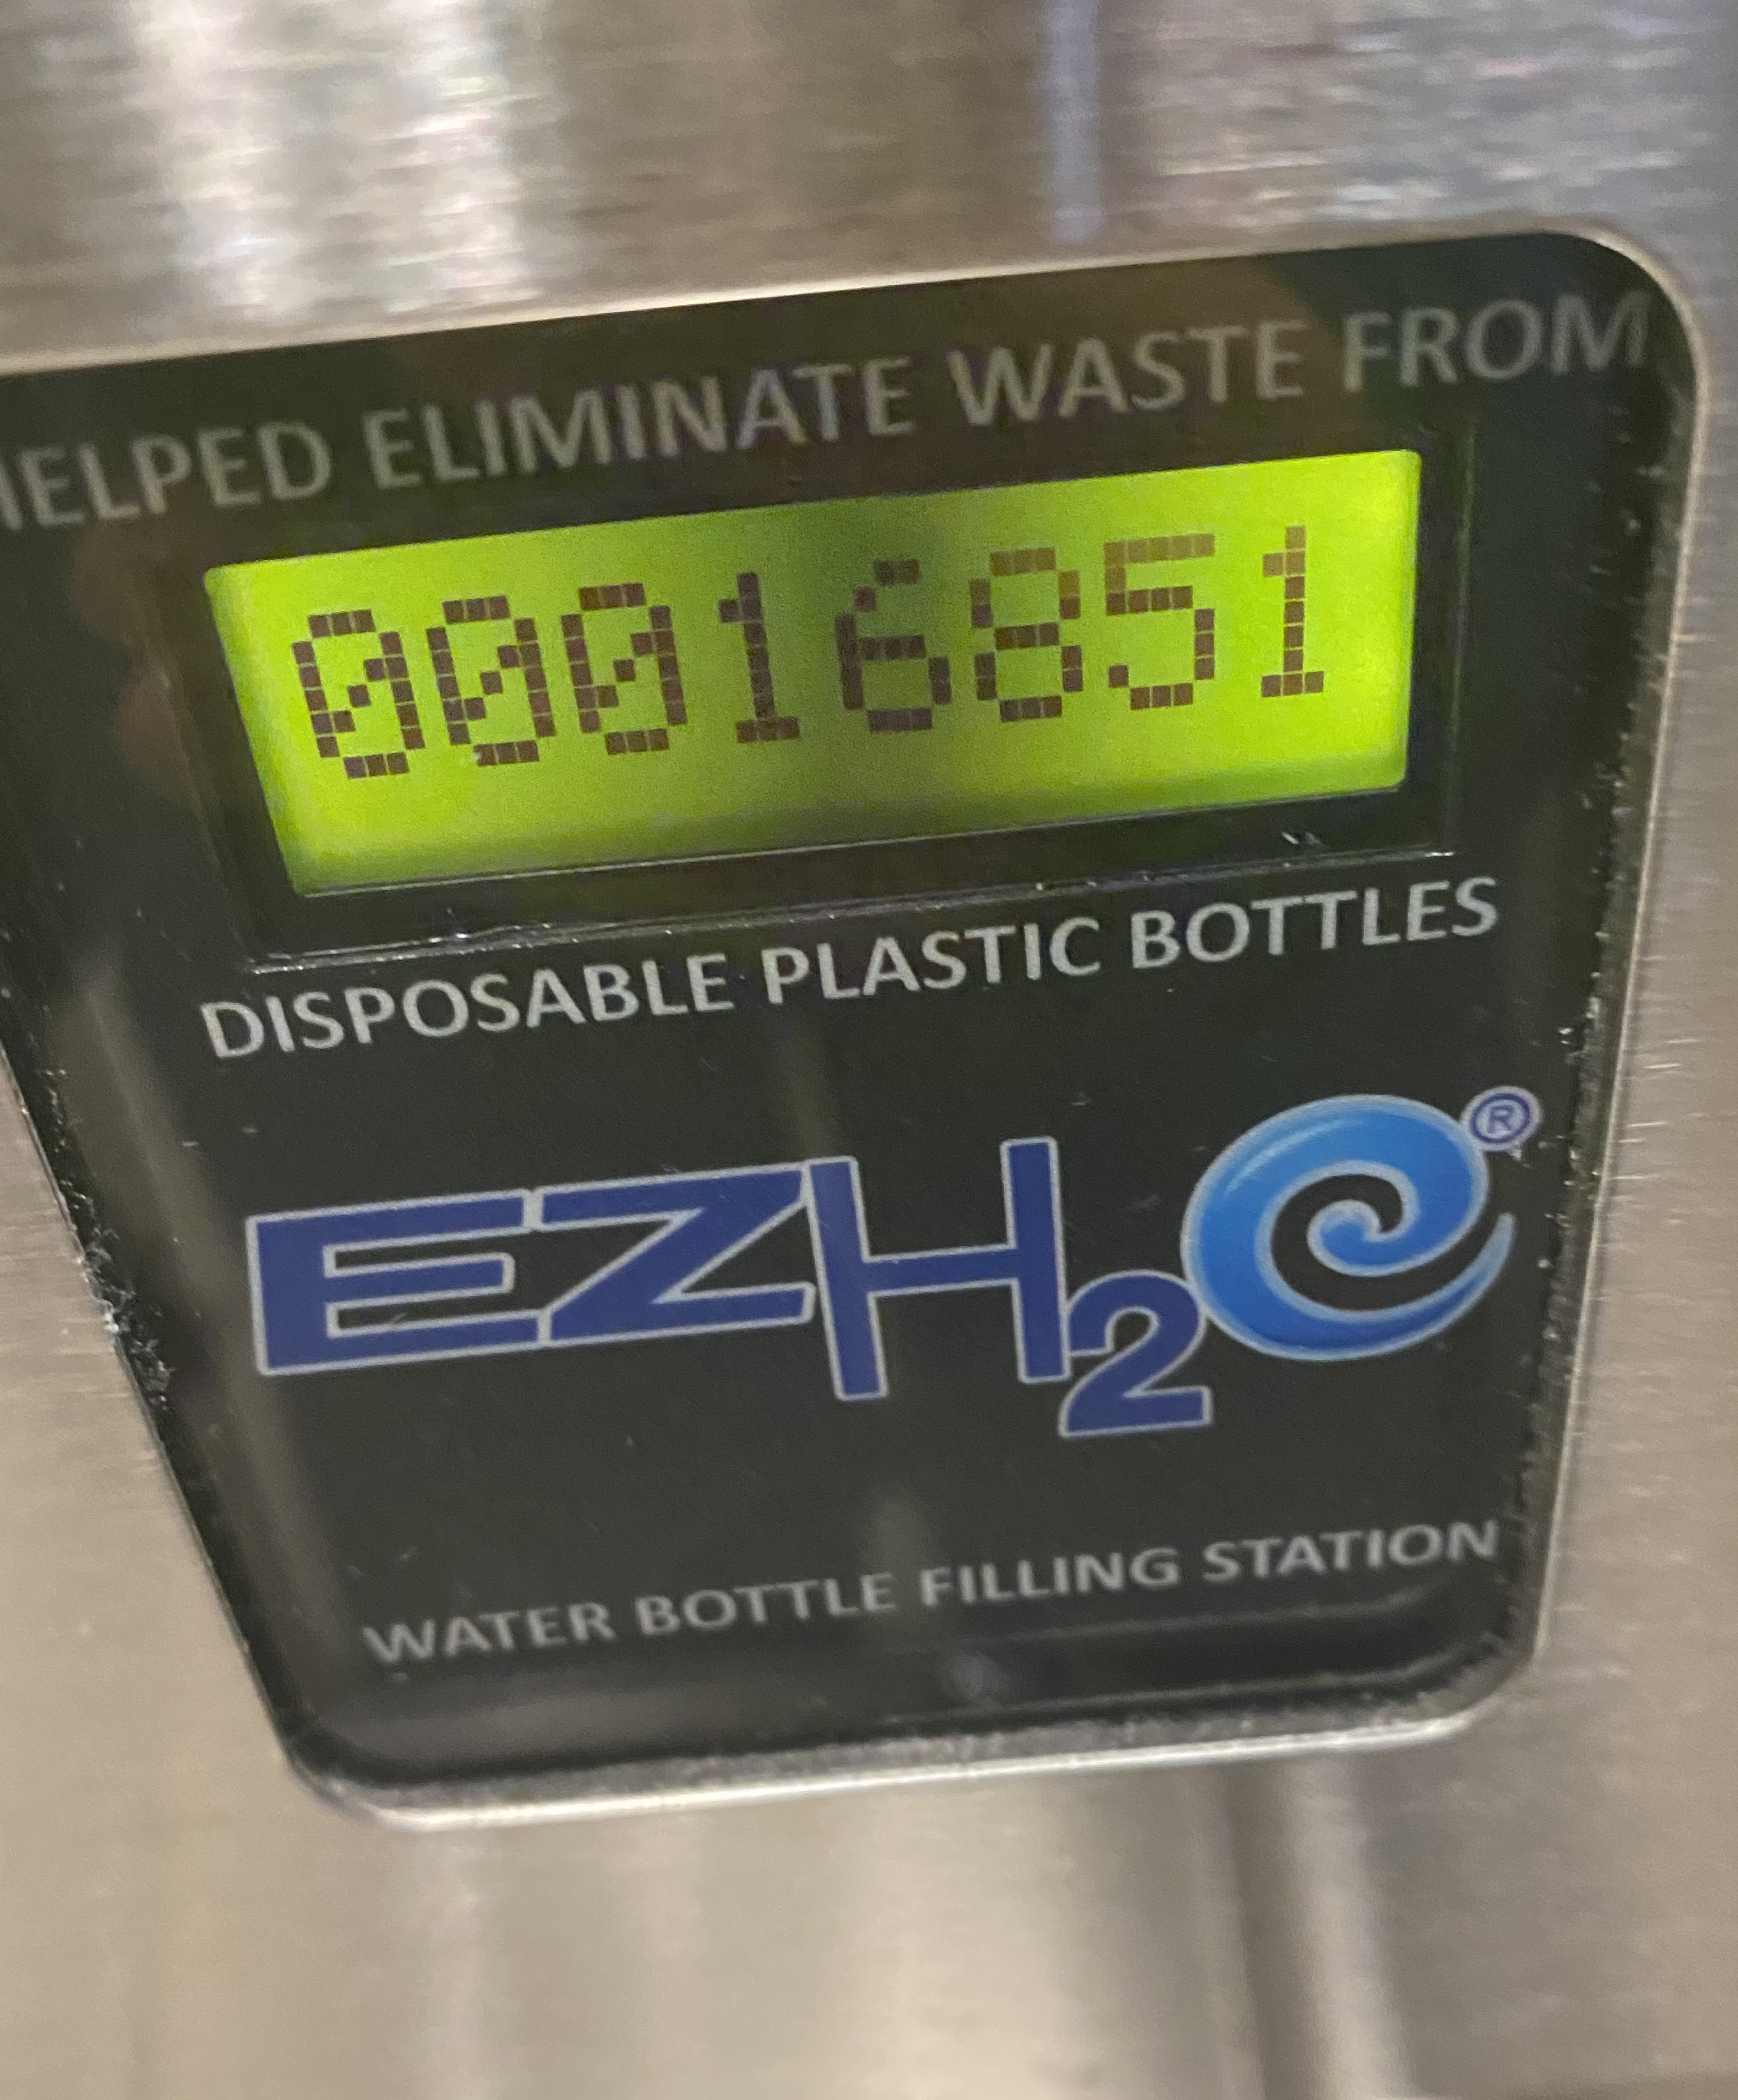 HELPED ELIMINATE WASTE FROM
00016851
DISPOSABLE PLASTIC BOTTLES
EZH2O®
WATER BOTTLE FILLING STATION